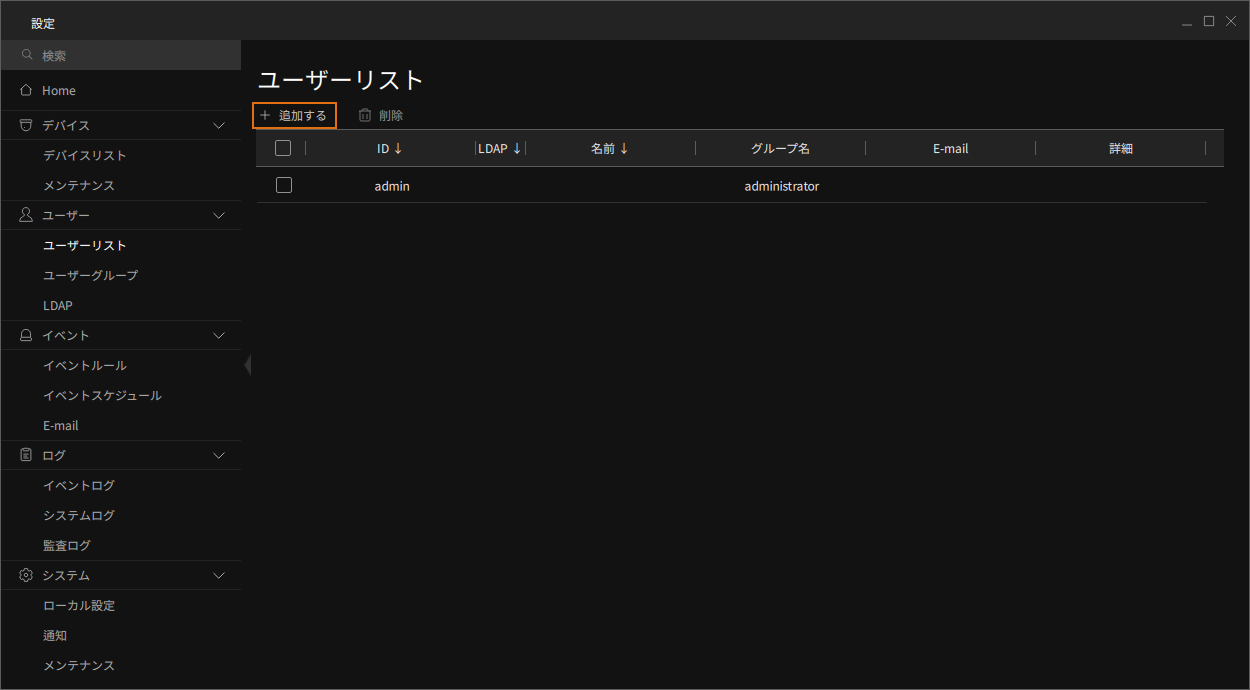 設定
検索
Home
デバイス
デバイスリスト
メンテナンス
ユーザー
ユーザーリスト
ユーザーグループ
LDAP
イベント
イベントルール
イベントスケジュール
E-mail
ログ
イベントログ
システムログ
監査ログ
システム
ローカル設定
通知
メンテナンス
ユーザーリスト
追加する 削除
ID ↓ LDAP ↓ 名前 ↓ グループ名 E-mail 詳細
admin administrator